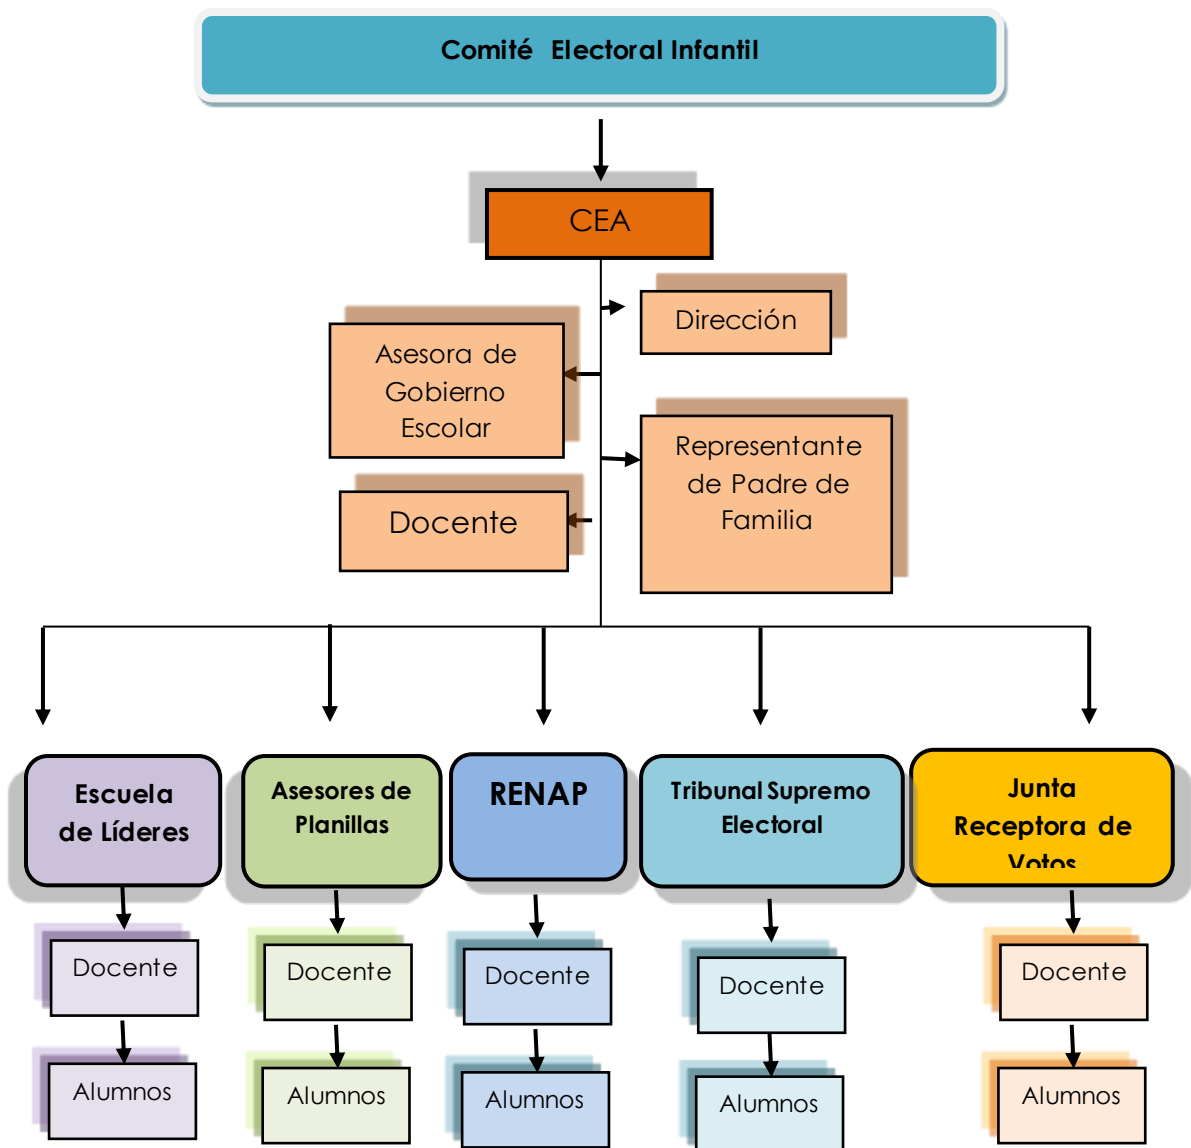 Comité Electoral Infantil
CEA
Dirección
Asesora de
Gobierno
Escolar
Representante
de Padre de
Familia
Docente
Escuela
de Líderes
Asesores de
Planillas
RENAP
Tribunal Supremo
Electoral
Junta
Receptora de
Votos
Docente
Docente
Docente
Docente
Docente
Alumnos
Alumnos
Alumnos
Alumnos
Alumnos